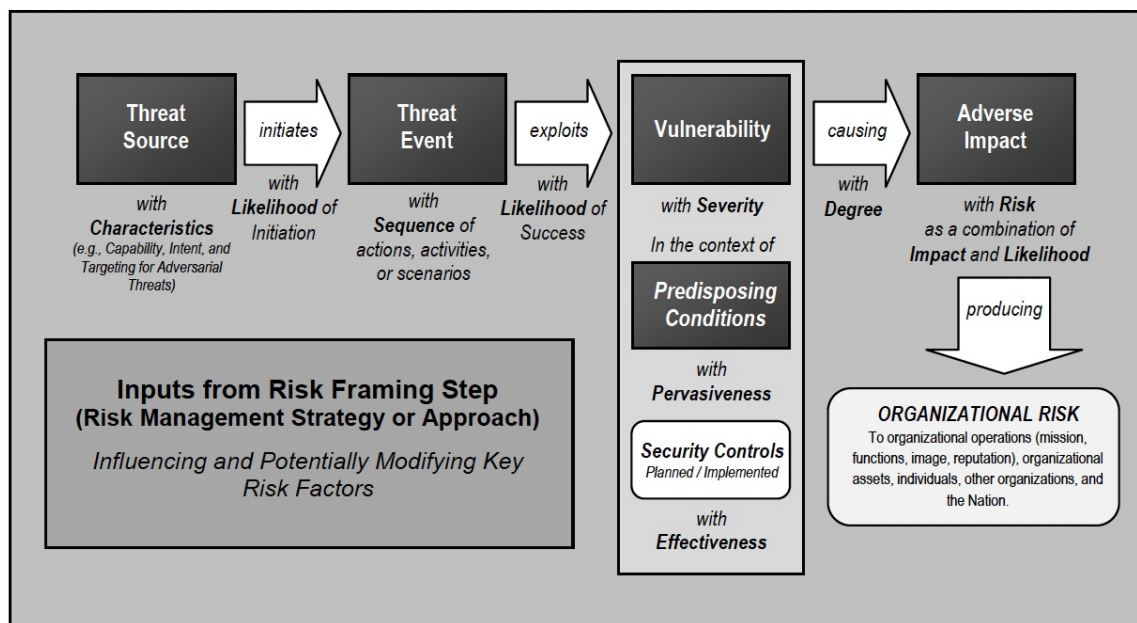 Threat
Source
initiates
Threat
Event
exploits
Vulnerability
causing
Adverse
Impact
with
Characteristics
(e.g., Capability, Intent, and
Targeting for Adversarial
Threats)
with
Likelihood of
Initiation
with
Sequence of
actions, activities,
or scenarios
with
Likelihood of
Success
with Severity
In the context of
Predisposing
Conditions
with
Pervasiveness
Security Controls
Planned / Implemented
with
Effectiveness
with
Degree
with Risk
as a combination of
Impact and Likelihood
producing
ORGANIZATIONAL RISK
To organizational operations (mission,
functions, image, reputation), organizational
assets, individuals, other organizations, and
the Nation.
Inputs from Risk Framing Step
(Risk Management Strategy or Approach)
Influencing and Potentially Modifying Key
Risk Factors